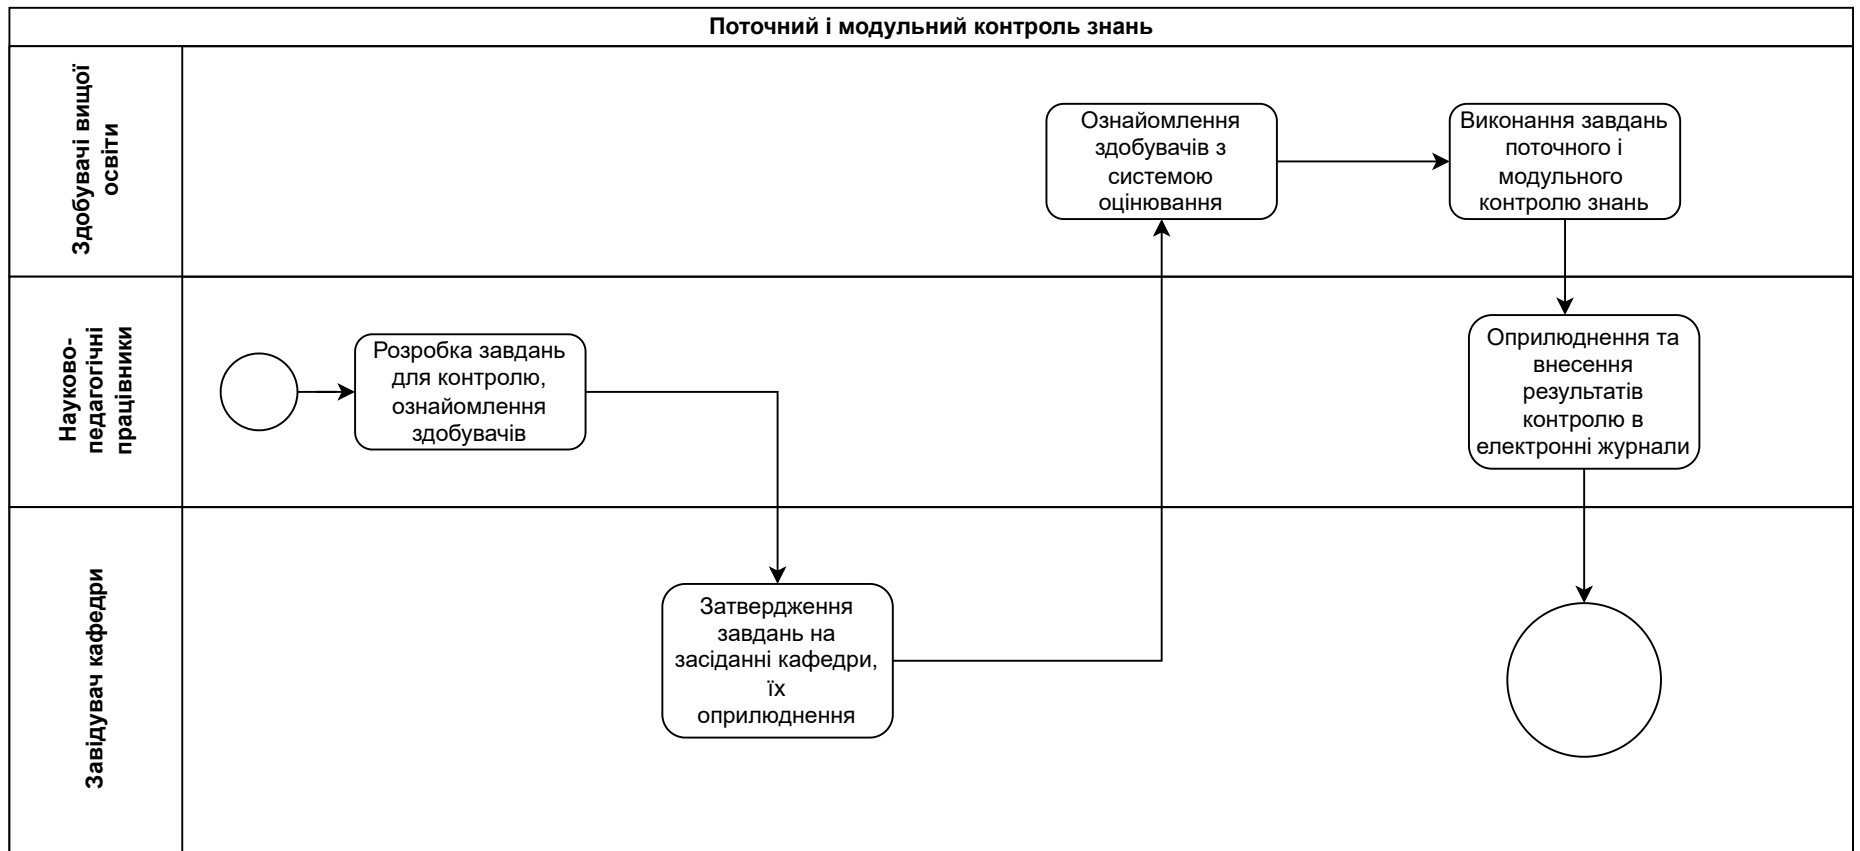 Поточний і модульний контроль знань
Здобувачі вищої
освіти
Ознайомлення
здобувачів з
системою
оцінювання
Виконання завдань
поточного і
модульного
контролю знань
Науково-
педагогічні
працівники
Розробка завдань
для контролю,
ознайомлення
здобувачів
Оприлюднення та
внесення
результатів
контролю в
електронні журнали
Завідувач кафедри
Затвердження
завдань на
засіданні кафедри,
їх
оприлюднення